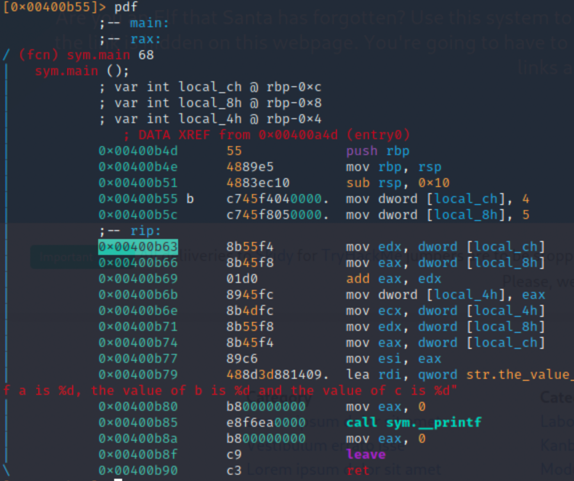 [0x00400b55]> pdf
;-- main:
;-- rax:
/ (fcn) sym.main 68
|   sym.main ();
|           ; var int local_ch @ rbp-0xc
|           ; var int local_8h @ rbp-0x8
|           ; var int local_4h @ rbp-0x4
|              ; DATA XREF from 0x00400a4d (entry0)
|           0x00400b4d      55             push rbp
|           0x00400b4e      4889e5         mov rbp, rsp
|           0x00400b51      4883ec10       sub rsp, 0x10
|           0x00400b55 b    c745f4040000.  mov dword [local_ch], 4
|           0x00400b5c      c745f8050000.  mov dword [local_8h], 5
|           ;-- rip:
|           0x00400b63      8b55f4         mov edx, dword [local_ch]
|           0x00400b66      8b45f8         mov eax, dword [local_8h]
|           0x00400b69      01d0           add eax, edx
|           0x00400b6b      8945fc         mov dword [local_4h], eax
|           0x00400b6e      8b4dfc         mov ecx, dword [local_4h]
|           0x00400b71      8b55f8         mov edx, dword [local_8h]
|           0x00400b74      8b45f4         mov eax, dword [local_ch]
|           0x00400b77      89c6           mov esi, eax
|           0x00400b79      488d3d881409.  lea rdi, qword str.the_value_
f a is %d, the value of b is %d and the value of c is %d"
|           0x00400b80      b800000000     mov eax, 0
|           0x00400b85      e8f6ea0000     call sym.__printf
|           0x00400b8a      b800000000     mov eax, 0
|           0x00400b8f      c9             leave
\           0x00400b90      c3             ret